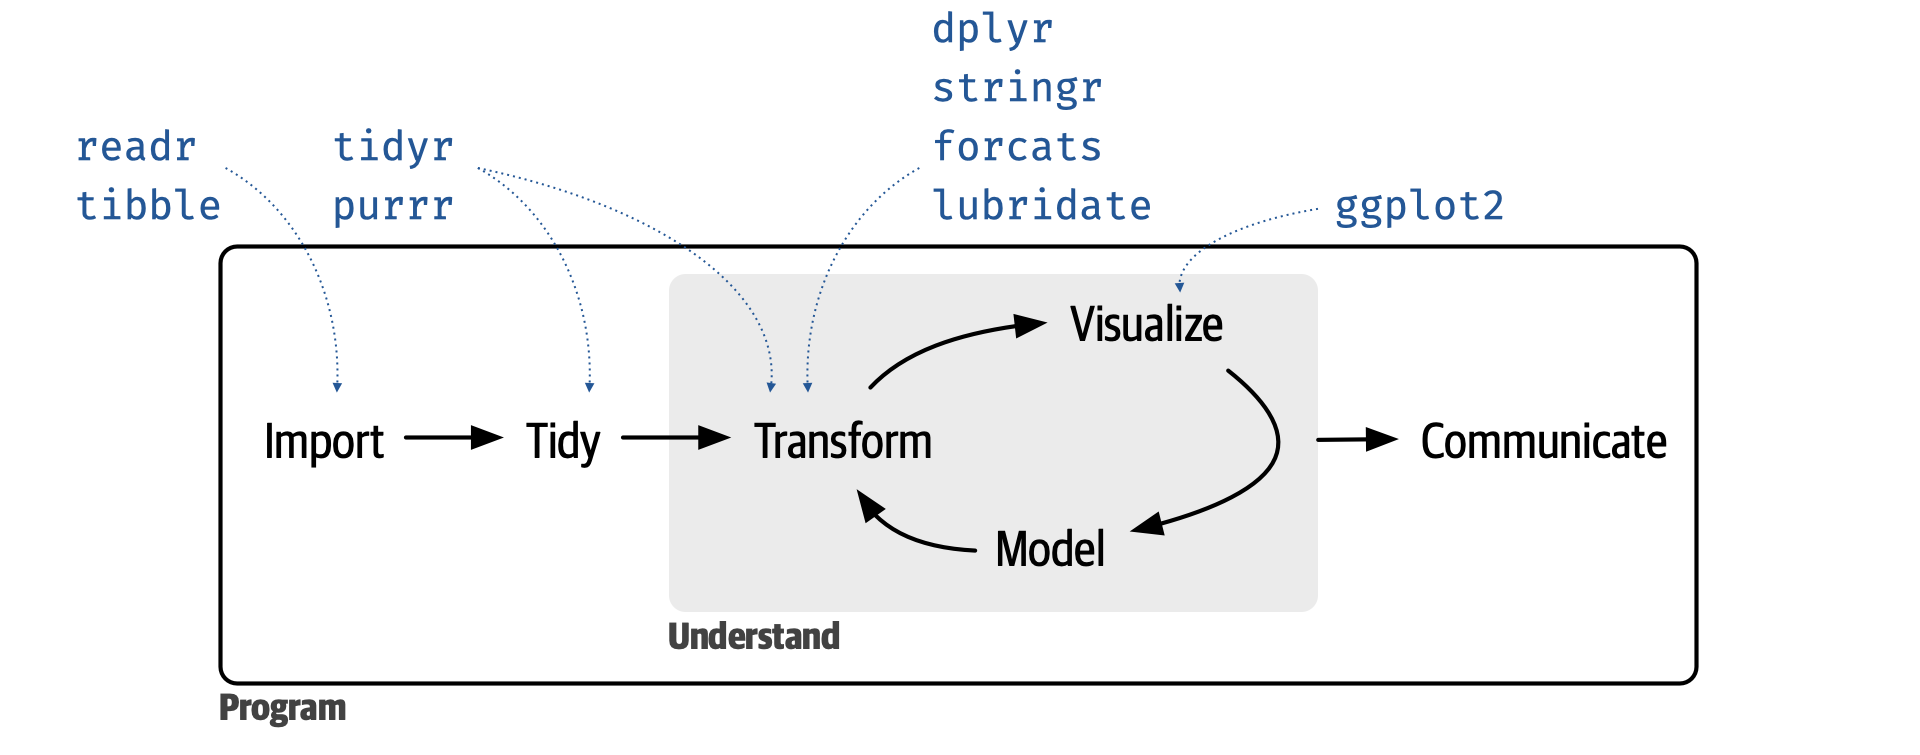 dplyr
stringr
forcats
lubridate
readr
tibble
tidyr
purrr
ggplot2
Import
Tidy
Transform
Visualize
Model
Communicate
Understand
Program